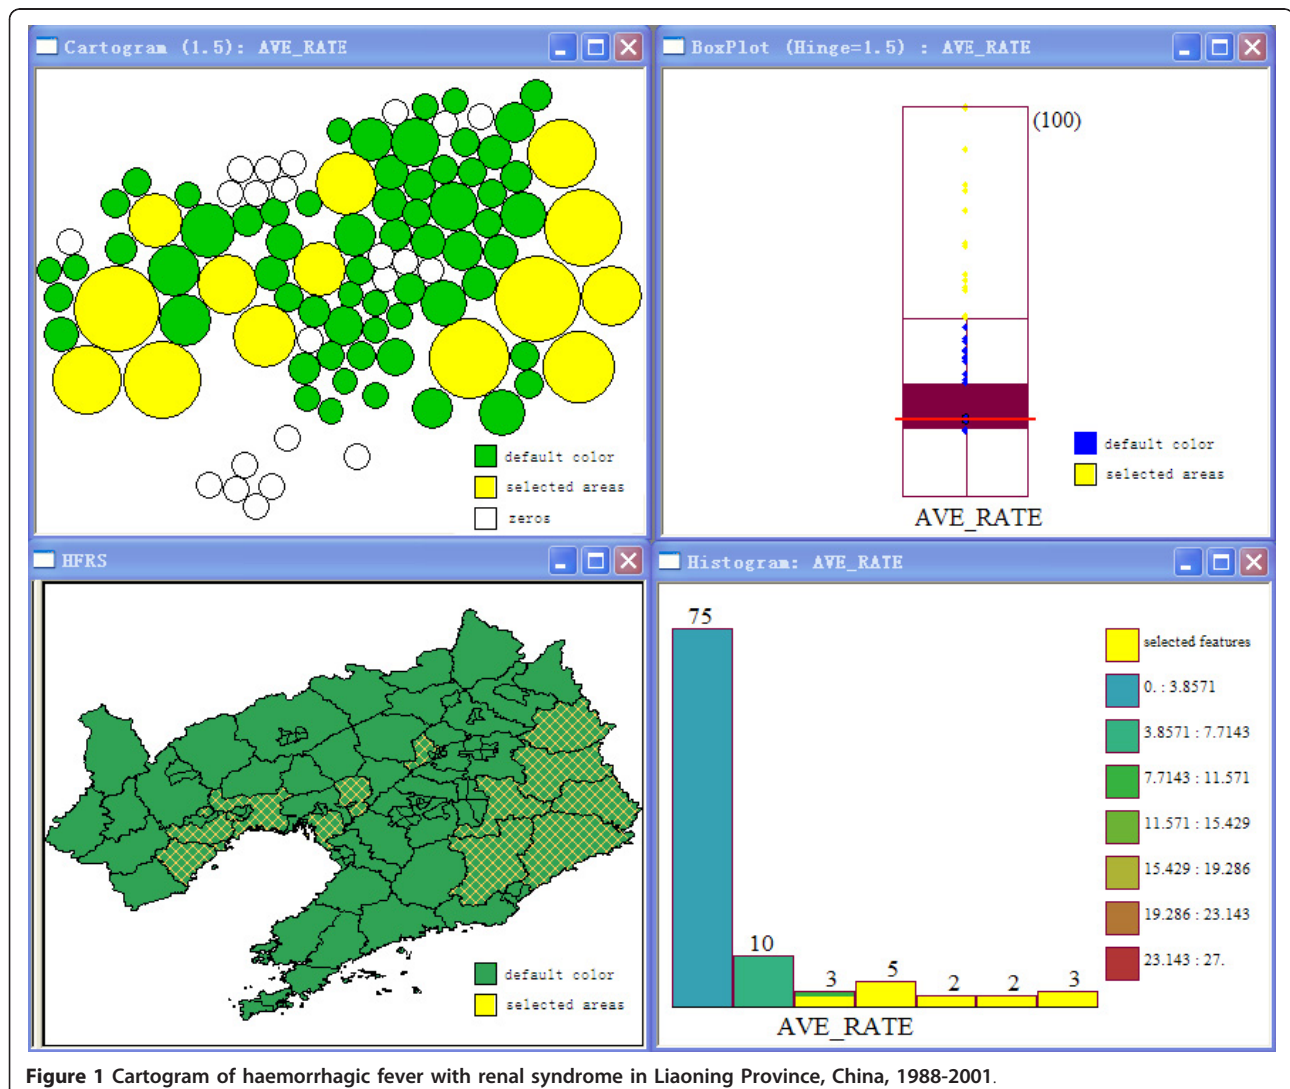 Cartogram (1.5): AVE_RATE
default color
selected areas
zeros
BoxPlot (Hinge=1.5) : AVE_RATE
(100)
default color
selected areas
AVE_RATE
HFRS
default color
selected areas
Histogram: AVE_RATE
75
10
3
5
2
2
3
AVE_RATE
selected features
0. : 3.8571
3.8571 : 7.7143
7.7143 : 11.571
11.571 : 15.429
15.429 : 19.286
19.286 : 23.143
23.143 : 27.
Figure 1 Cartogram of haemorrhagic fever with renal syndrome in Liaoning Province, China, 1988-2001.